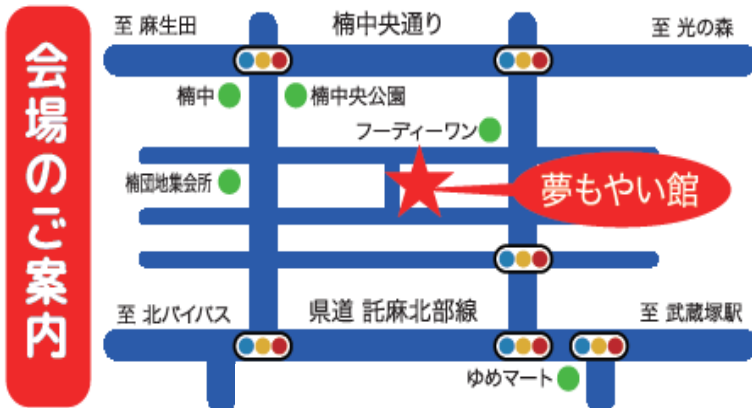 会場のご案内
至 麻生田
楠中央通り
至 光の森
楠中
楠中央公園
フーディーワン
楠団地集会所
夢もやい館
至 北バイパス
県道 託麻北部線
至 武蔵塚駅
ゆめマート